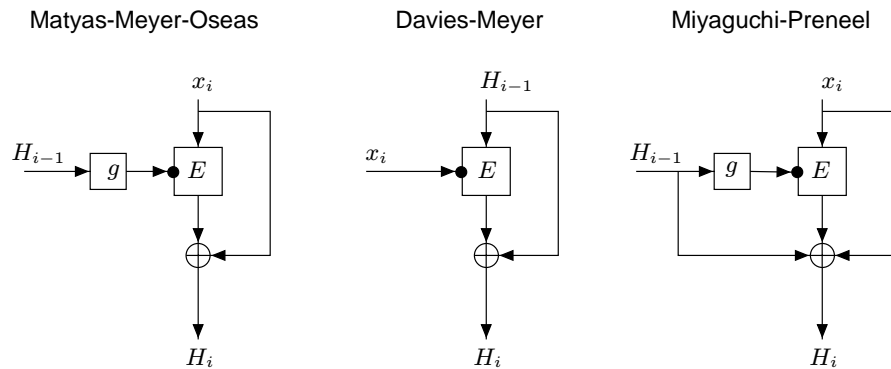 Matyas-Meyer-Oseas
x_i
H_{i−1}
g
E
H_i
Davies-Meyer
H_{i−1}
x_i
E
H_i
Miyaguchi-Preneel
x_i
H_{i−1}
g
E
H_i